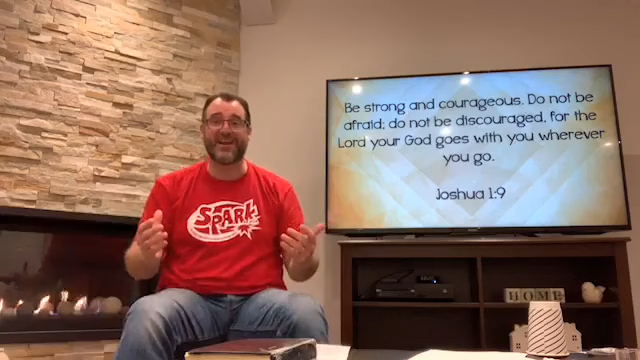 Be strong and courageous. Do not be
afraid; do not be discouraged, for the
Lord your God goes with you wherever
you go.
Joshua 1:9
SPARK
HOME